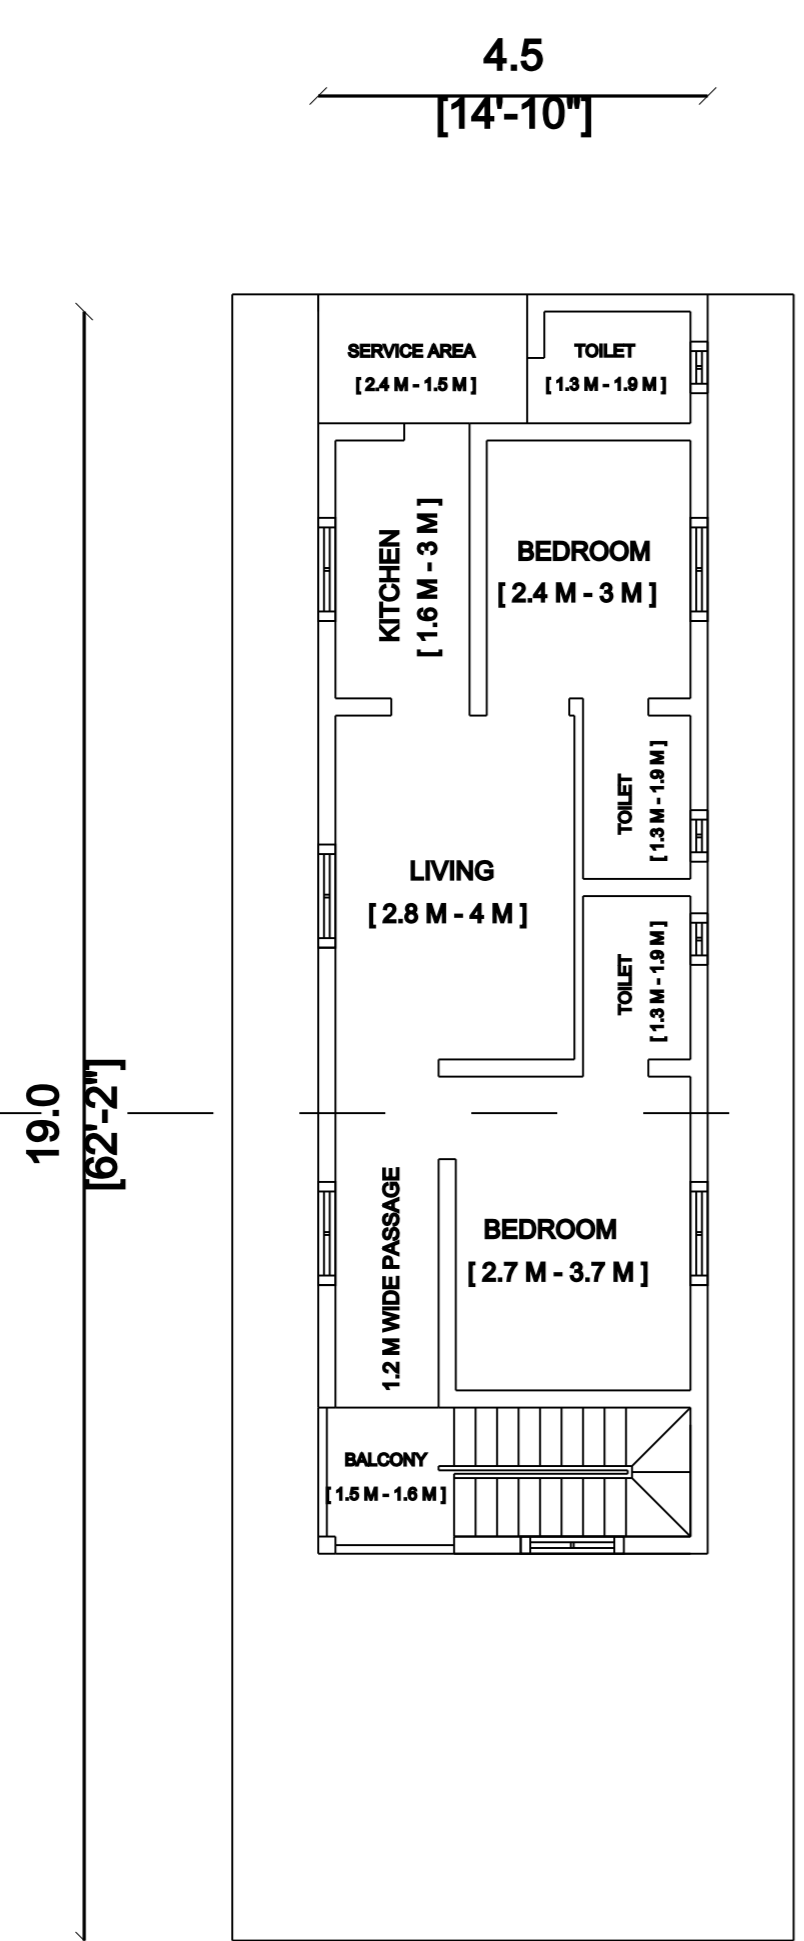 4.5
[14'-10"]
SERVICE AREA
[ 2.4 M - 1.5 M ]
TOILET
[ 1.3 M - 1.9 M ]
KITCHEN
[ 1.6 M - 3 M ]
BEDROOM
[ 2.4 M - 3 M ]
TOILET
[ 1.3 M - 1.9 M ]
LIVING
[ 2.8 M - 4 M ]
TOILET
[ 1.3 M - 1.9 M ]
19.0
[62'-2"]
1.2 M WIDE PASSAGE
BEDROOM
[ 2.7 M - 3.7 M ]
BALCONY
[ 1.5 M - 1.6 M ]